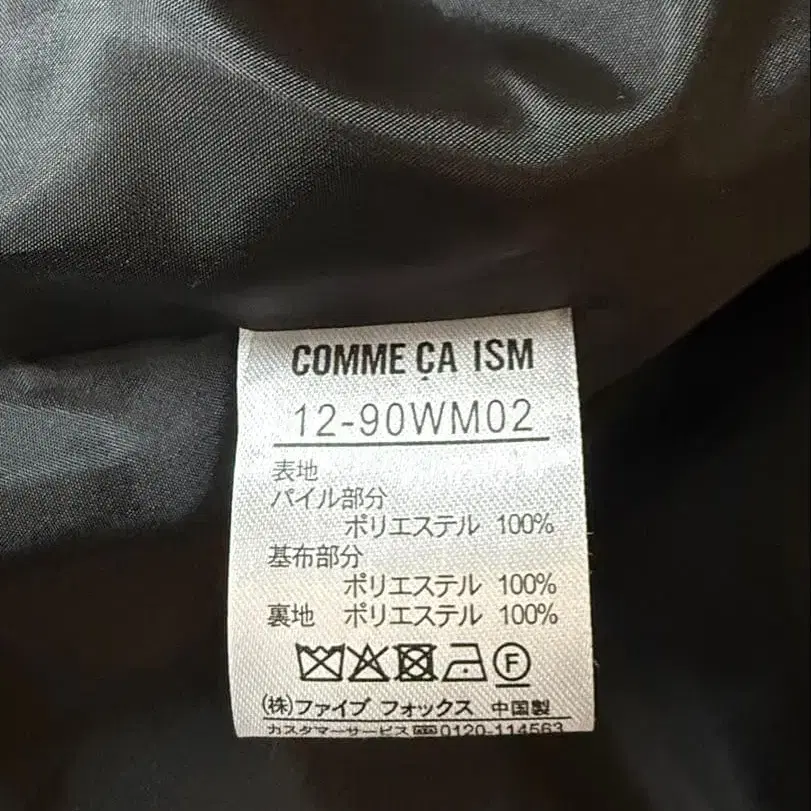 COMME ÇA ISM
12-90WM02
表地
パイル部分
ポリエステル 100%
基布部分
ポリエステル 100%
裏地 ポリエステル 100%
F
(株)ファイブ フォックス 中国製
カスタマーサービス 0120-114563